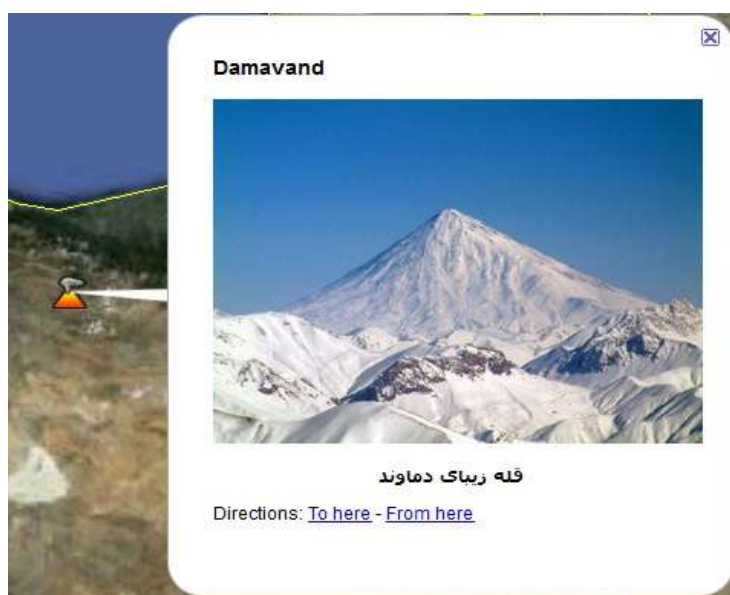 Damavand
قله زیبای دماوند
Directions: To here - From here